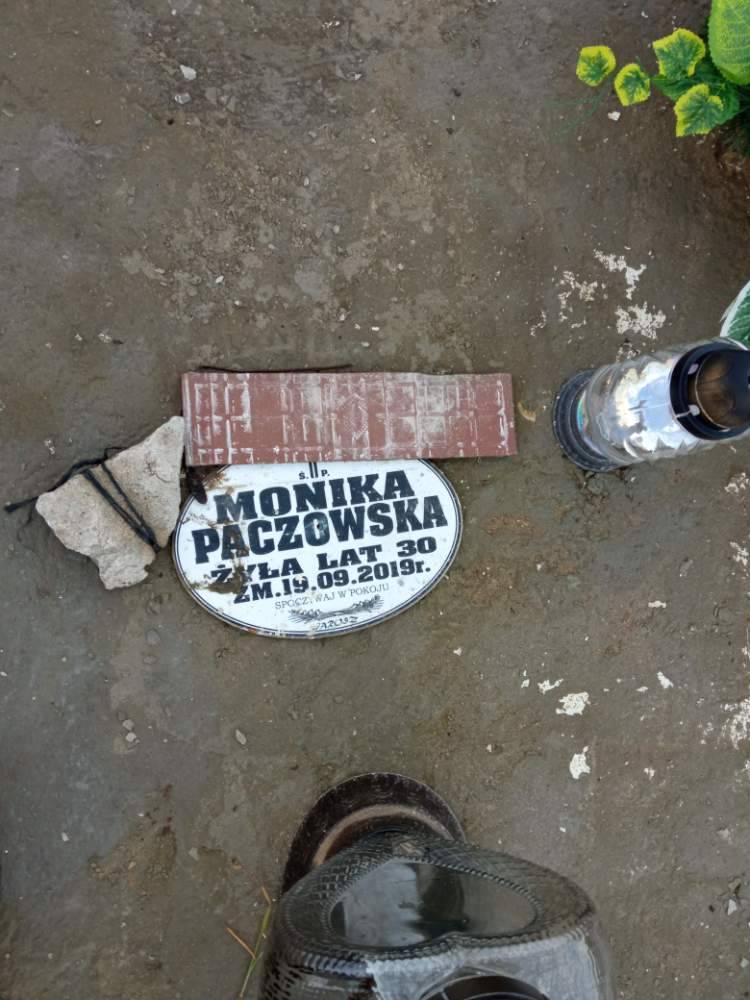 Ś. P.
MONIKA
PACZOWSKA
ŻYŁA LAT 30
ZM.19.09.2019r.
SPOCZYWAJ W POKOJU